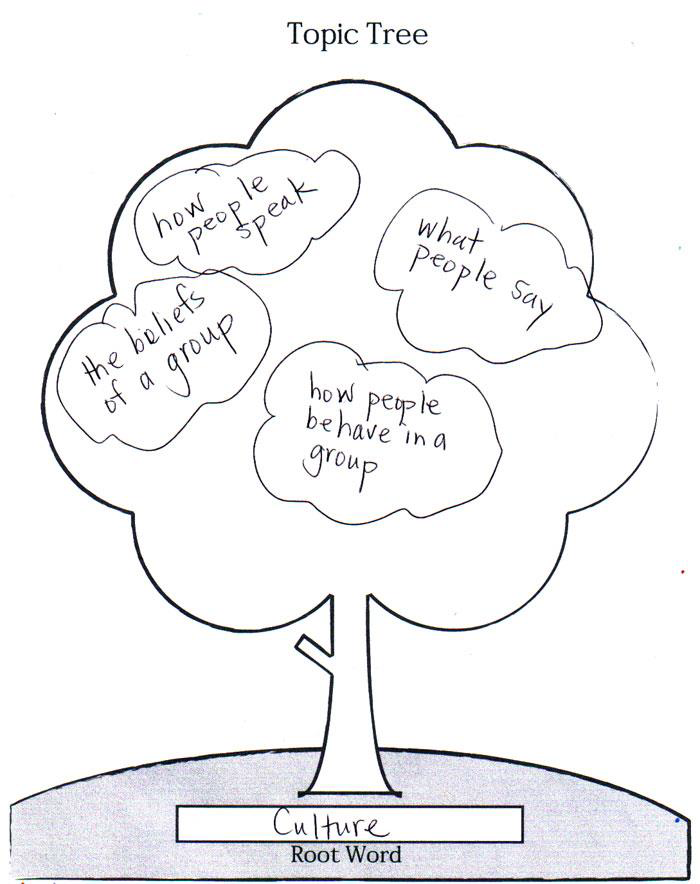 Topic Tree
how
people
speak
what
people say
the beliefs
of a group
how people
behave in a
group
Culture
Root Word